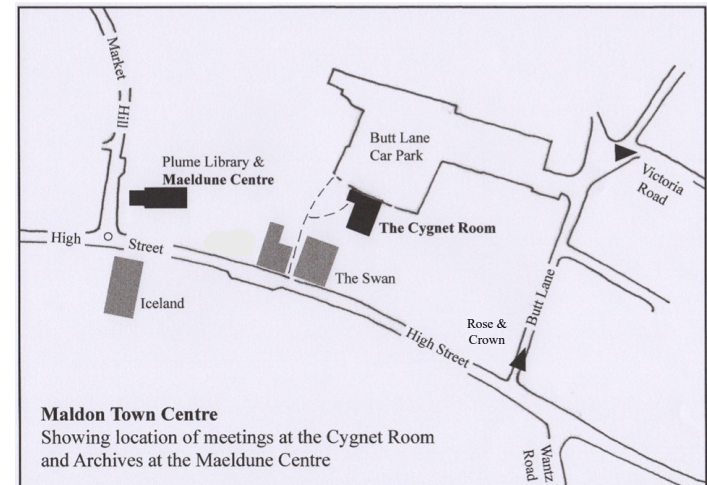 Market
Hill
Plume Library &
Maeldune Centre
Butt Lane
Car Park
Victoria
Road
The Cygnet Room
High
Street
The Swan
Iceland
Butt Lane
Rose &
Crown
High Street
Maldon Town Centre
Showing location of meetings at the Cygnet Room
and Archives at the Maeldune Centre
Wantz
Road